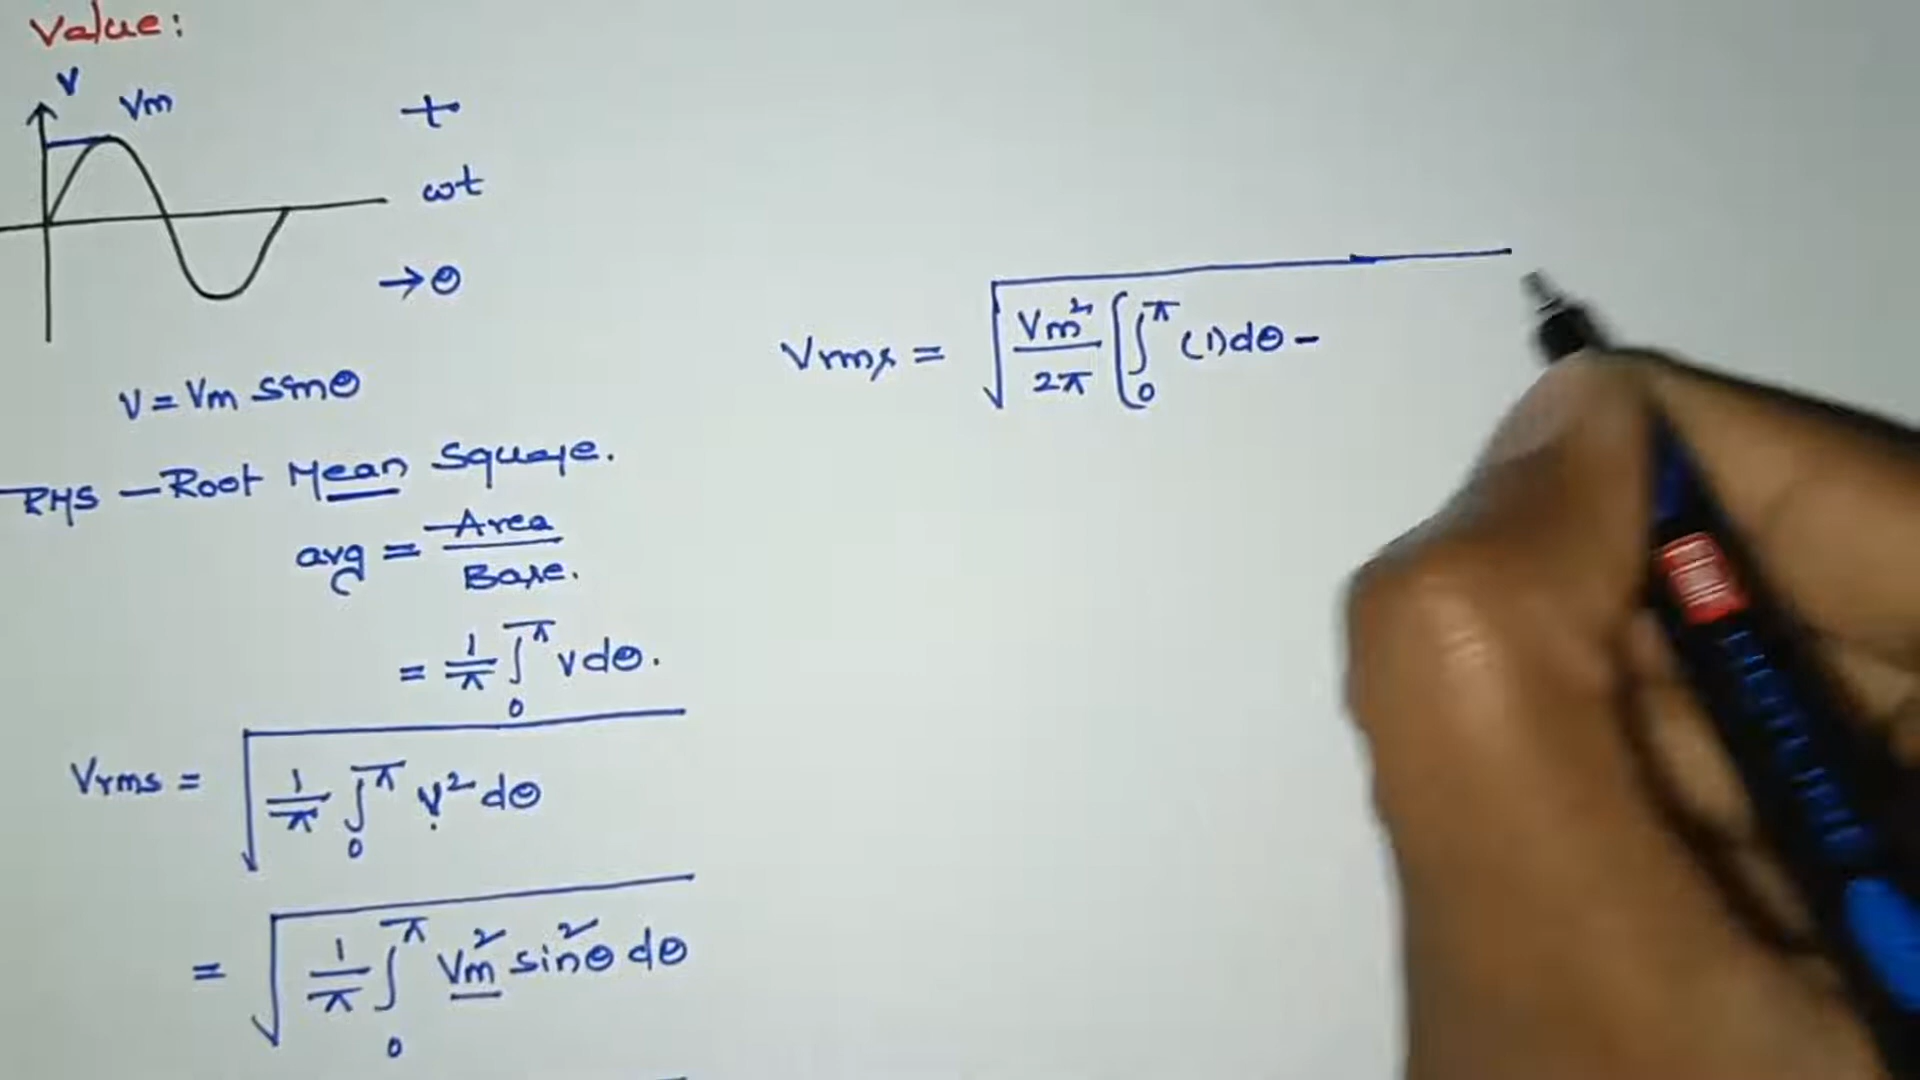 Value:
V
Vm
t
ωt
→θ
V = Vm sinθ
RMS – Root Mean Square.
avg = Area / Base.
= 1/π ∫₀^π v dθ.
Vrms = √( 1/π ∫₀^π v² dθ
= √( 1/π ∫₀^π Vm² sin²θ dθ
Vrms = √( Vm²/2π [ ∫₀^π (1)dθ –